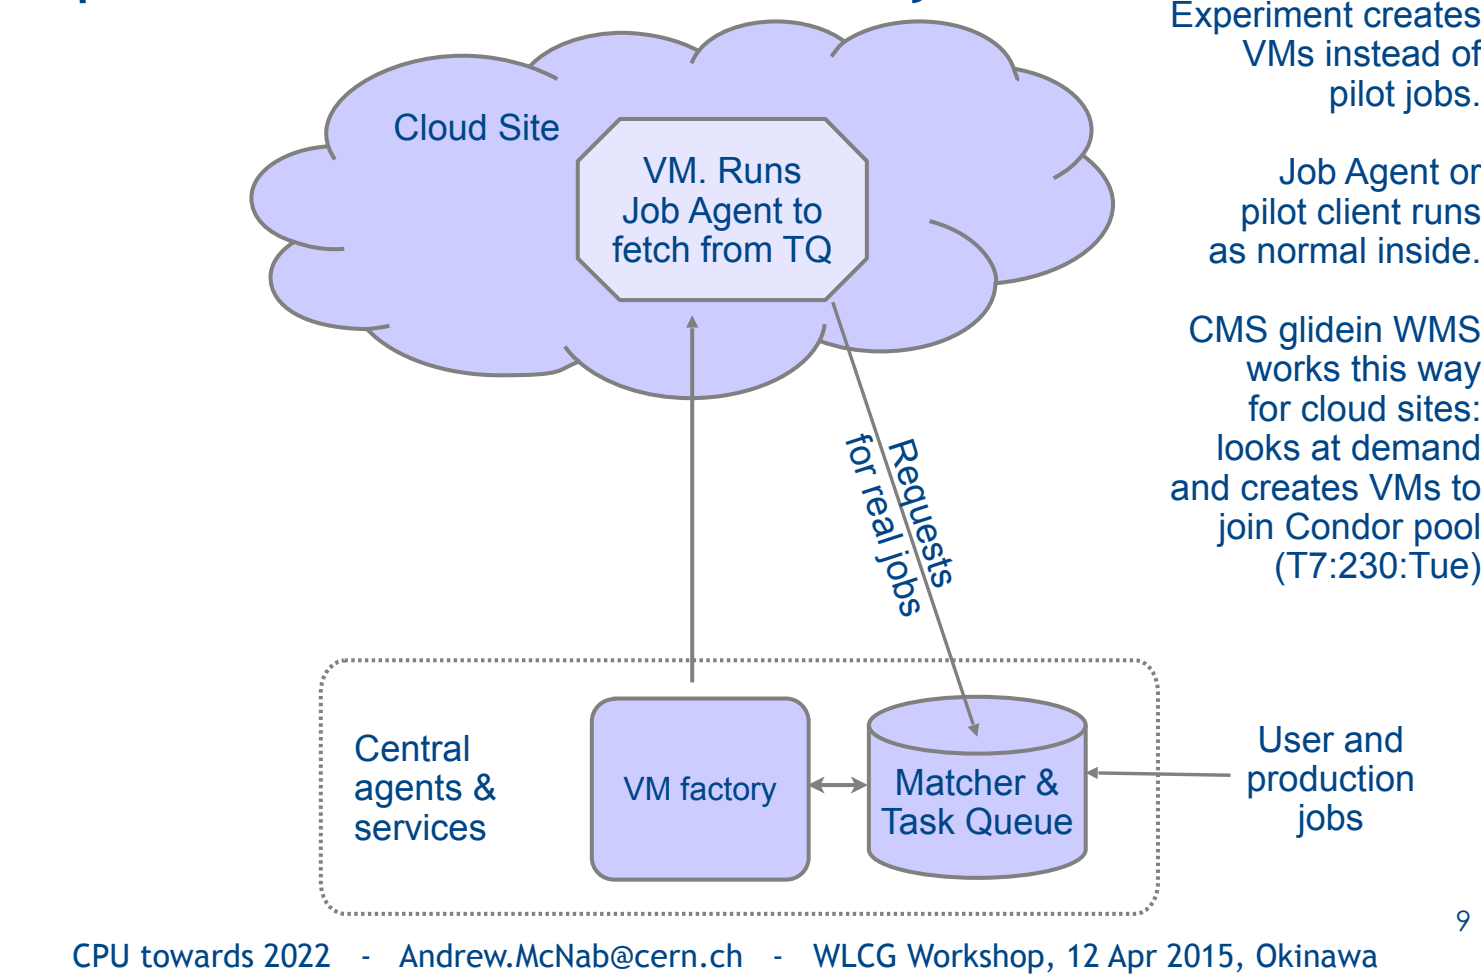 Experiment creates
VMs instead of
pilot jobs.
Job Agent or
pilot client runs
as normal inside.
CMS glidein WMS
works this way
for cloud sites:
looks at demand
and creates VMs to
join Condor pool
(T7:230:Tue)
Cloud Site
VM. Runs
Job Agent to
fetch from TQ
Requests
for real jobs
Central
agents &
services
VM factory
Matcher &
Task Queue
User and
production
jobs
9
CPU towards 2022 - Andrew.McNab@cern.ch - WLCG Workshop, 12 Apr 2015, Okinawa